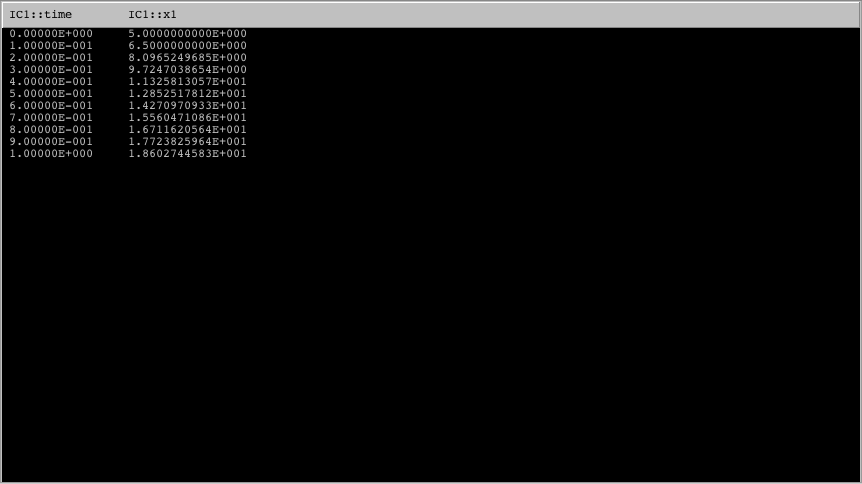 IC1::time IC1::x1
0.00000E+000 5.0000000000E+000
1.00000E-001 6.5000000000E+000
2.00000E-001 8.0965249685E+000
3.00000E-001 9.7247038654E+000
4.00000E-001 1.1325813057E+001
5.00000E-001 1.2852517812E+001
6.00000E-001 1.4270970933E+001
7.00000E-001 1.5560471086E+001
8.00000E-001 1.6711620564E+001
9.00000E-001 1.7723825964E+001
1.00000E+000 1.8602744583E+001